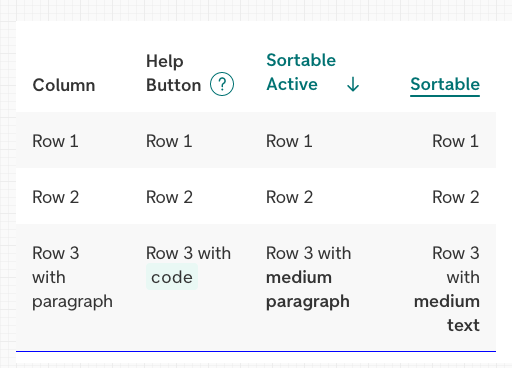 Column Help Button ? Sortable Active ↓ Sortable
Row 1 Row 1 Row 1 Row 1
Row 2 Row 2 Row 2 Row 2
Row 3 with paragraph Row 3 with code Row 3 with medium paragraph Row 3 with medium text